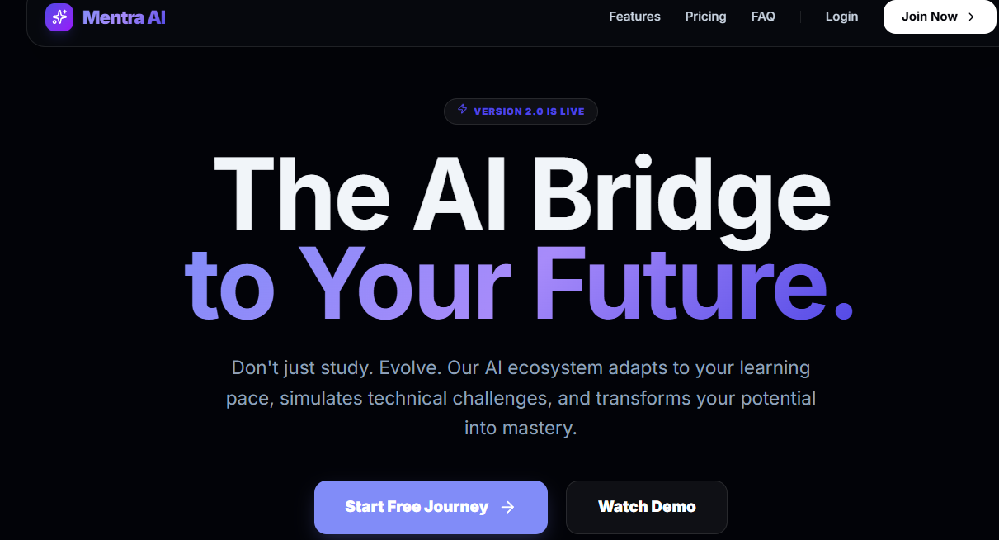 Mentra AI
Features
Pricing
FAQ
Login
Join Now
VERSION 2.0 IS LIVE
The AI Bridge
to Your Future.
Don't just study. Evolve. Our AI ecosystem adapts to your learning
pace, simulates technical challenges, and transforms your potential
into mastery.
Start Free Journey
Watch Demo